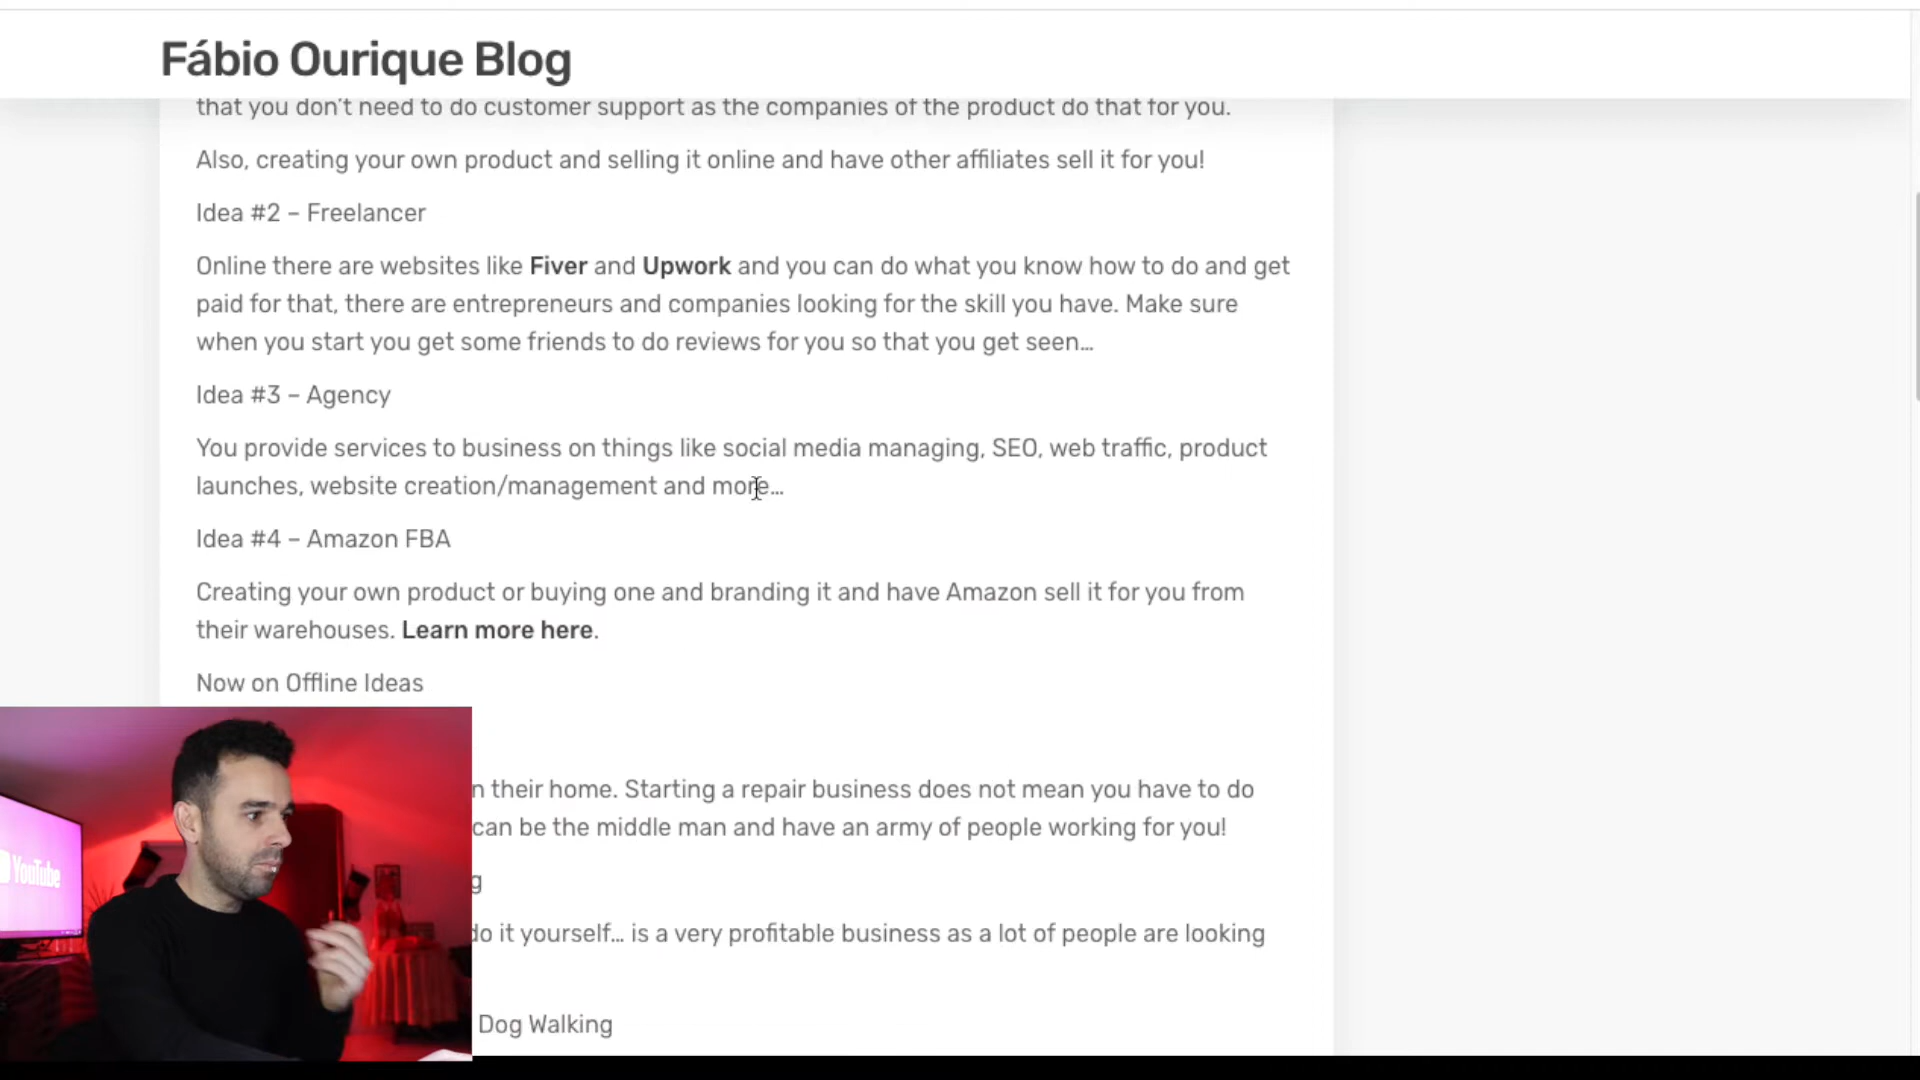 Fábio Ourique Blog
that you don't need to do customer support as the companies of the product do that for you.
Also, creating your own product and selling it online and have other affiliates sell it for you!
Idea #2 – Freelancer
Online there are websites like Fiver and Upwork and you can do what you know how to do and get
paid for that, there are entrepreneurs and companies looking for the skill you have. Make sure
when you start you get some friends to do reviews for you so that you get seen…
Idea #3 – Agency
You provide services to business on things like social media managing, SEO, web traffic, product
launches, website creation/management and more…
Idea #4 – Amazon FBA
Creating your own product or buying one and branding it and have Amazon sell it for you from
their warehouses. Learn more here.
Now on Offline Ideas
their home. Starting a repair business does not mean you have to do
can be the middle man and have an army of people working for you!
do it yourself… is a very profitable business as a lot of people are looking
Dog Walking
YouTube